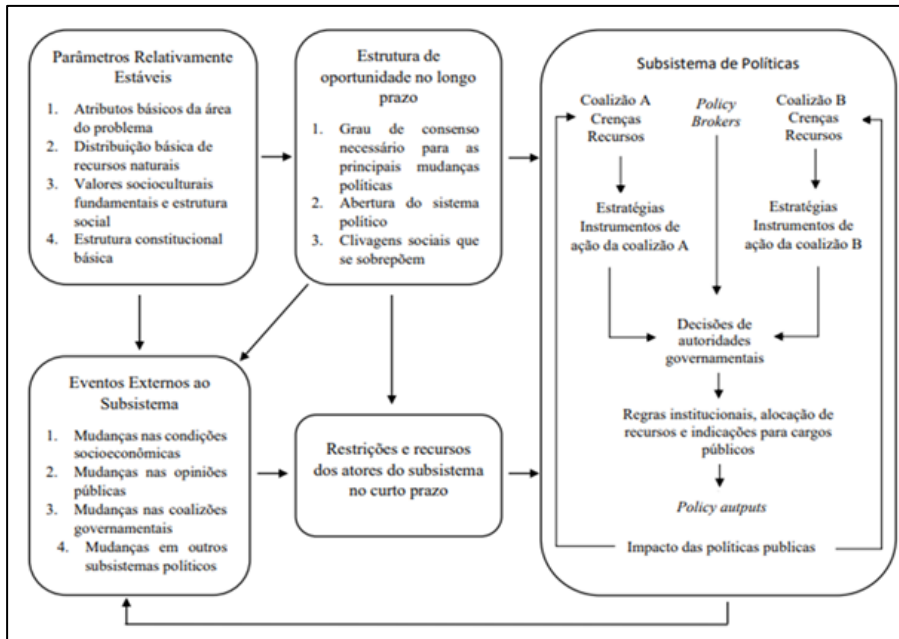 Parâmetros Relativamente
Estáveis
1. Atributos básicos da área
do problema
2. Distribuição básica de
recursos naturais
3. Valores socioculturais
fundamentais e estrutura
social
4. Estrutura constitucional
básica
Estrutura de
oportunidade no longo
prazo
1. Grau de consenso
necessário para as
principais mudanças
políticas
2. Abertura do sistema
político
3. Clivagens sociais que
se sobrepõem
Eventos Externos ao
Subsistema
1. Mudanças nas condições
socioeconômicas
2. Mudanças nas opiniões
públicas
3. Mudanças nas coalizões
governamentais
4. Mudanças em outros
subsistemas políticos
Restrições e recursos
dos atores do subsistema
no curto prazo
Subsistema de Políticas
Coalizão A
Crenças
Recursos
Policy
Brokers
Coalizão B
Crenças
Recursos
Estratégias
Instrumentos de
ação da coalizão A
Estratégias
Instrumentos de
ação da coalizão B
Decisões de
autoridades
governamentais
Regras institucionais, alocação de
recursos e indicações para cargos
públicos
Policy autputs
Impacto das políticas publicas